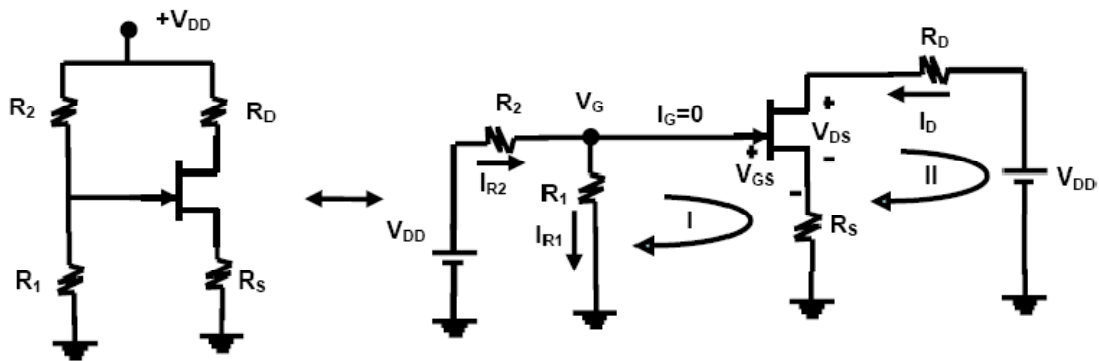 +VDD
R2
RD
R1
RS
RD
R2
VG
IG=0
+
VDS
-
ID
IR2
+
VGS
-
II
VDD
R1
I
RS
VDD
IR1